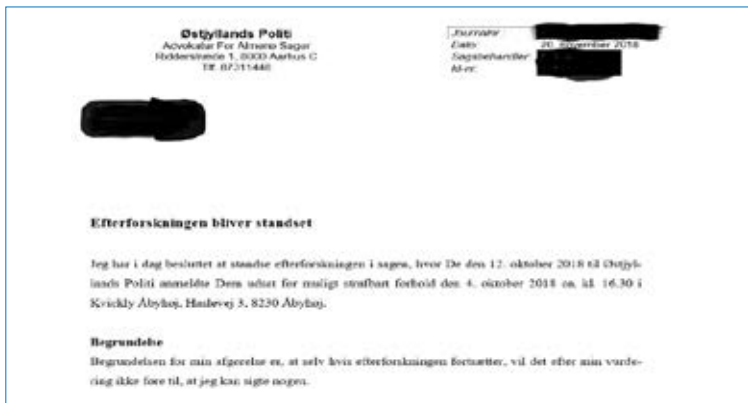 Østjyllands Politi
Advokatur For Almene Sager
Ridderstræde 1, 8000 Aarhus C
Tlf. 87311448
Journalnr.
Dato: 20. november 2018
Sagsbehandler:
Efterforskningen bliver standset
Jeg har i dag besluttet at standse efterforskningen i sagen, hvor De den 12. oktober 2018 til Østjyl-
lands Politi anmeldte Dem udsat for muligt strafbart forhold den 4. oktober 2018 ca. kl. 16.30 i
Kvickly Åbyhøj, Haslevej 3, 8230 Åbyhøj.
Begrundelse
Begrundelsen for min afgørelse er, at selv hvis efterforskningen fortsætter, vil det efter min vurde-
ring ikke føre til, at jeg kan sigte nogen.